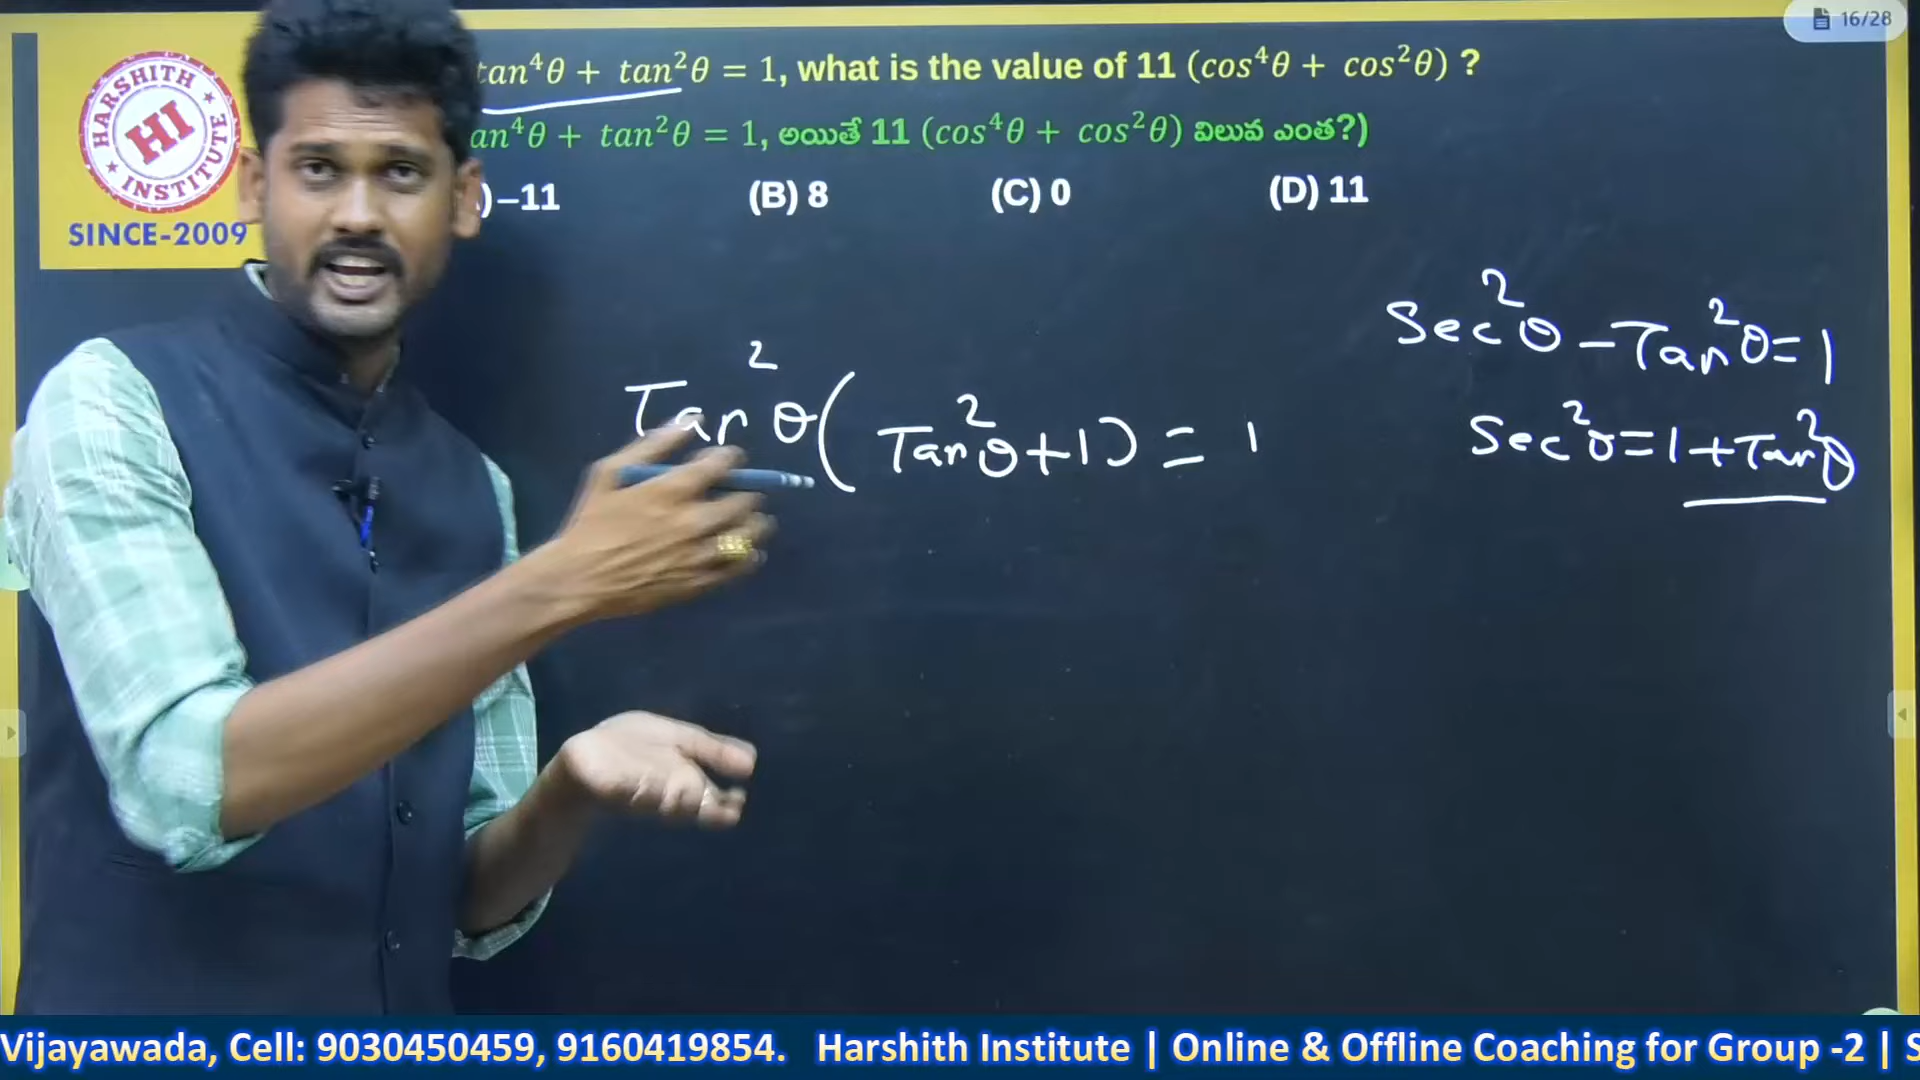 16/28
HARSHITH
HI
INSTITUTE
SINCE-2009
tan⁴θ + tan²θ = 1, what is the value of 11 (cos⁴θ + cos²θ) ?
an⁴θ + tan²θ = 1, అయితే 11 (cos⁴θ + cos²θ) విలువ ఎంత?)
) –11 (B) 8 (C) 0 (D) 11
Sec²θ – Tan²θ = 1
Tan²θ ( Tan²θ + 1 ) = 1
Sec²θ = 1 + Tan²θ
Vijayawada, Cell: 9030450459, 9160419854. Harshith Institute | Online & Offline Coaching for Group -2 | S